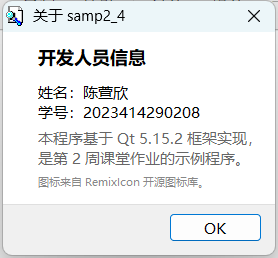 关于 samp2_4
开发人员信息
姓名：陈萱欣
学号：2023414290208
本程序基于 Qt 5.15.2 框架实现，
是第 2 周课堂作业的示例程序。
图标来自 RemixIcon 开源图标库。
OK